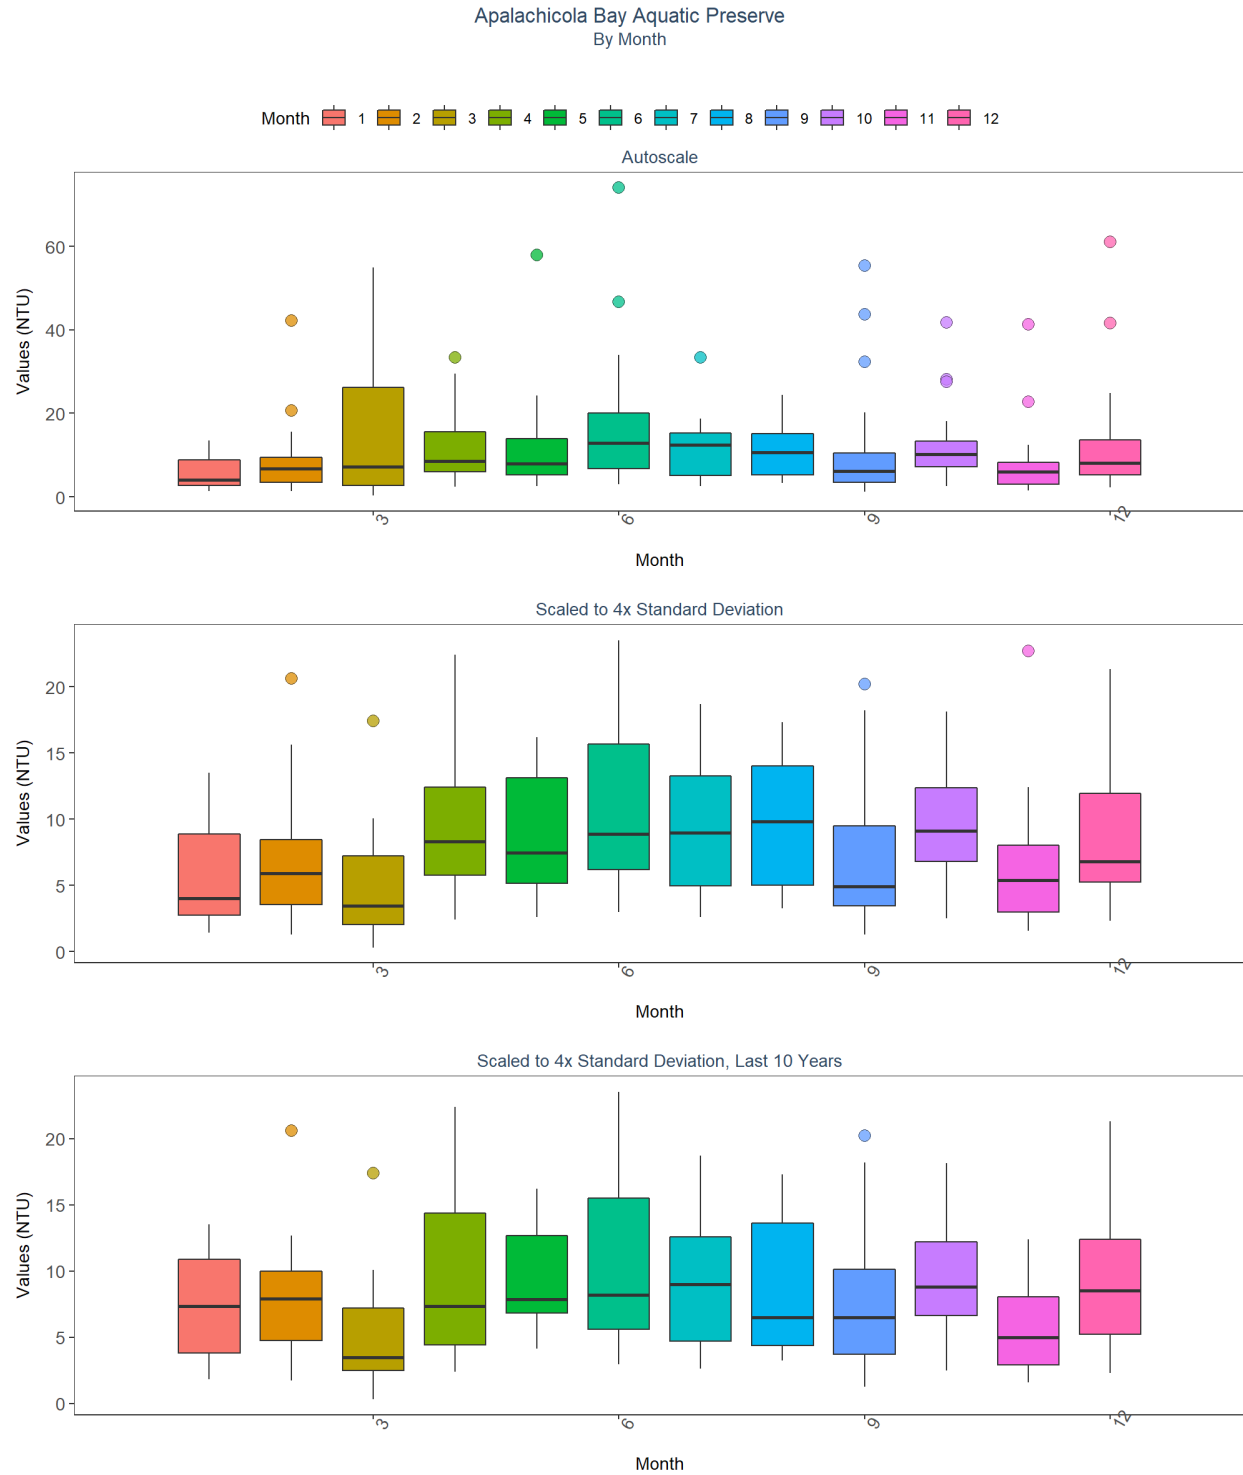 Apalachicola Bay Aquatic Preserve
By Month
Month 1 2 3 4 5 6 7 8 9 10 11 12
Autoscale
Values (NTU)
60
40
20
0
3 6 9 12
Month
Scaled to 4x Standard Deviation
Values (NTU)
20
15
10
5
0
3 6 9 12
Month
Scaled to 4x Standard Deviation, Last 10 Years
Values (NTU)
20
15
10
5
0
3 6 9 12
Month